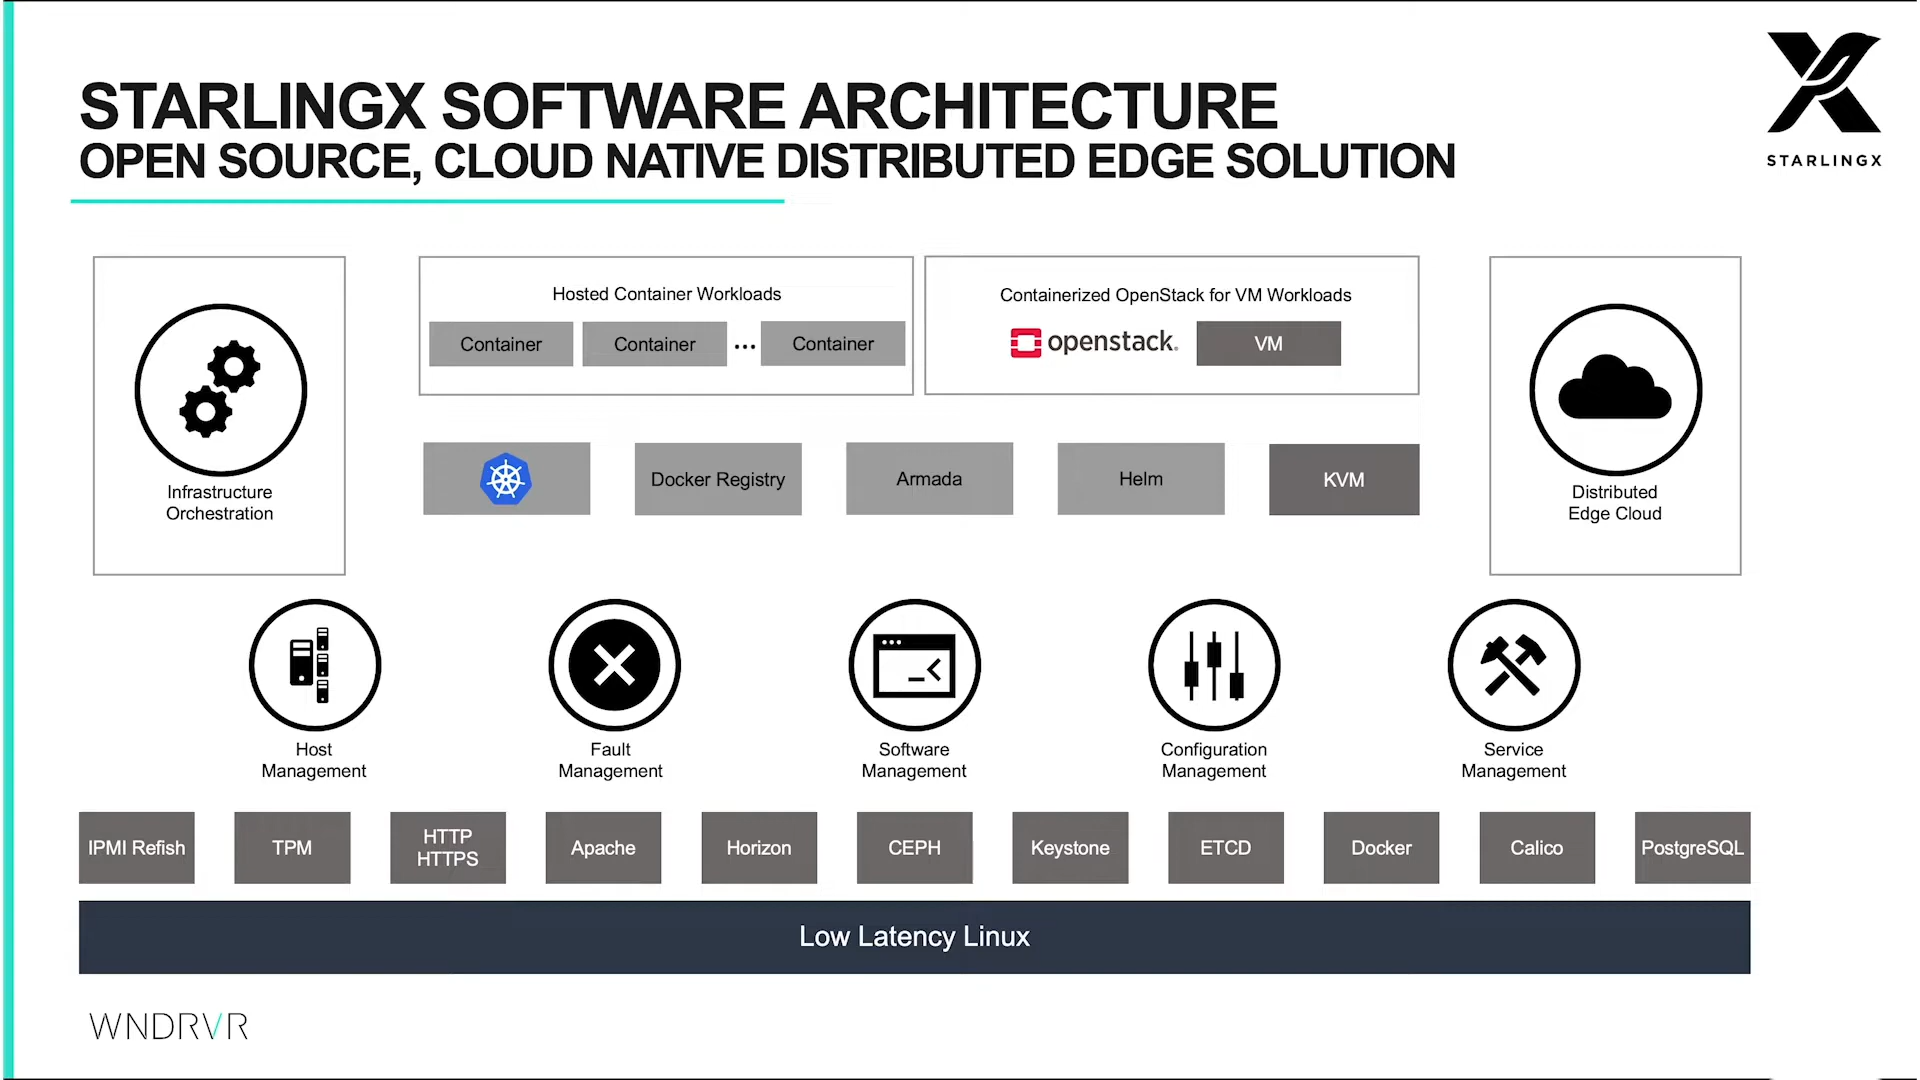 STARLINGX SOFTWARE ARCHITECTURE
OPEN SOURCE, CLOUD NATIVE DISTRIBUTED EDGE SOLUTION
STARLINGX
Infrastructure
Orchestration
Hosted Container Workloads
Container
Container
...
Container
Containerized OpenStack for VM Workloads
openstack.
VM
Docker Registry
Armada
Helm
KVM
Distributed
Edge Cloud
Host
Management
Fault
Management
Software
Management
Configuration
Management
Service
Management
IPMI Refish
TPM
HTTP
HTTPS
Apache
Horizon
CEPH
Keystone
ETCD
Docker
Calico
PostgreSQL
Low Latency Linux
WNDRVR